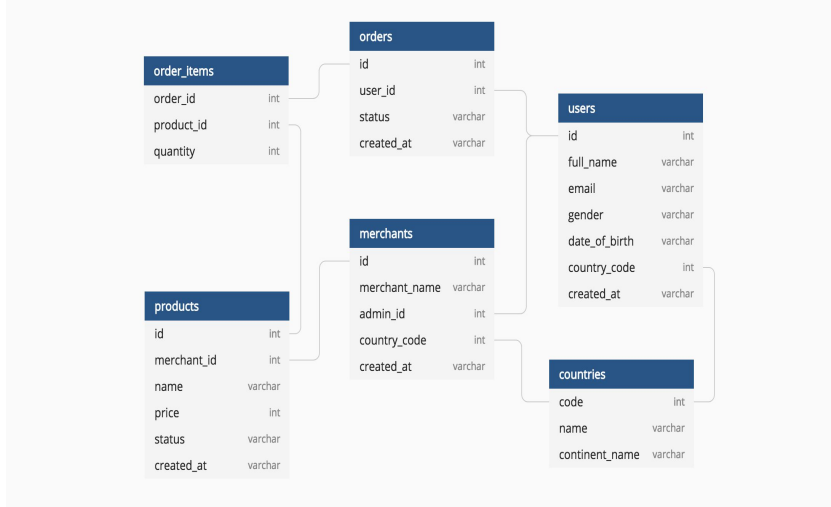 order_items
order_id int
product_id int
quantity int
orders
id int
user_id int
status varchar
created_at varchar
users
id int
full_name varchar
email varchar
gender varchar
date_of_birth varchar
country_code int
created_at varchar
merchants
id int
merchant_name varchar
admin_id int
country_code int
created_at varchar
products
id int
merchant_id int
name varchar
price int
status varchar
created_at varchar
countries
code int
name varchar
continent_name varchar